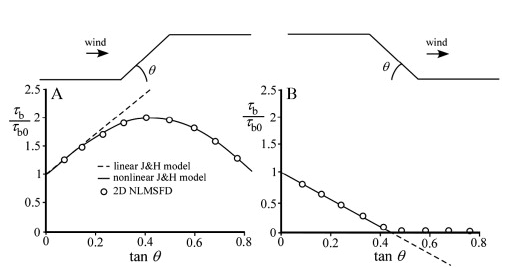 wind
θ
wind
θ
A
τb/τb0
2.5
2
1.5
1
0.5
0
0 0.2 0.4 0.6 0.8
tan θ
linear J&H model
nonlinear J&H model
2D NLMSFD
B
τb/τb0
2.5
2
1.5
1
0.5
0
0 0.2 0.4 0.6 0.8
tan θ